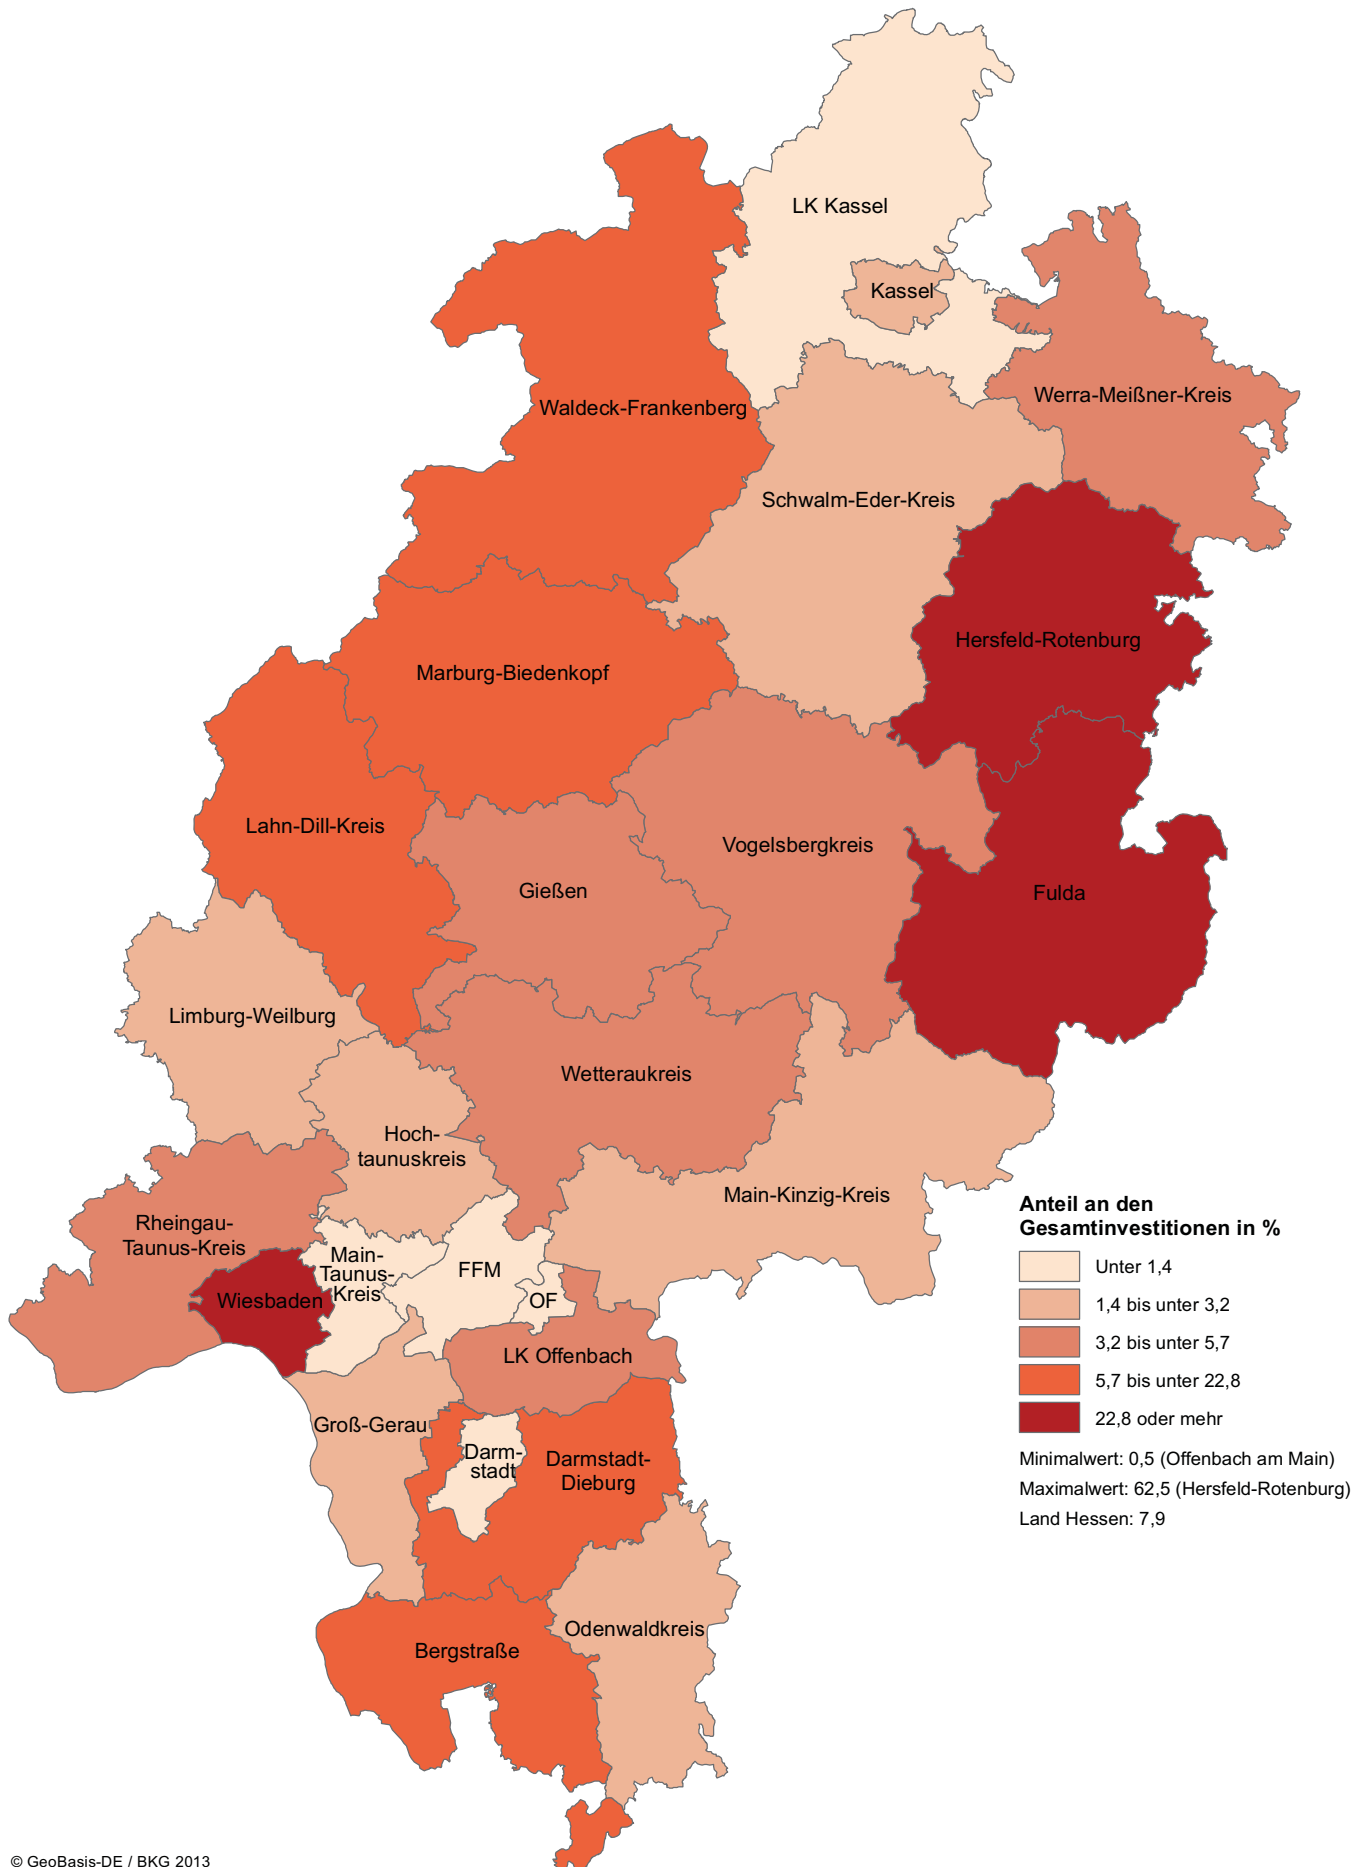 LK Kassel
Kassel
Werra-Meißner-Kreis
Waldeck-Frankenberg
Schwalm-Eder-Kreis
Hersfeld-Rotenburg
Marburg-Biedenkopf
Lahn-Dill-Kreis
Vogelsbergkreis
Gießen
Fulda
Limburg-Weilburg
Wetteraukreis
Hoch-
taunuskreis
Main-Kinzig-Kreis
Rheingau-
Taunus-Kreis
Main-
Taunus-
Kreis
FFM
Wiesbaden
OF
LK Offenbach
Groß-Gerau
Darm-
stadt
Darmstadt-
Dieburg
Odenwaldkreis
Bergstraße
Anteil an den
Gesamtinvestitionen in %
Unter 1,4
1,4 bis unter 3,2
3,2 bis unter 5,7
5,7 bis unter 22,8
22,8 oder mehr
Minimalwert: 0,5 (Offenbach am Main)
Maximalwert: 62,5 (Hersfeld-Rotenburg)
Land Hessen: 7,9
© GeoBasis-DE / BKG 2013